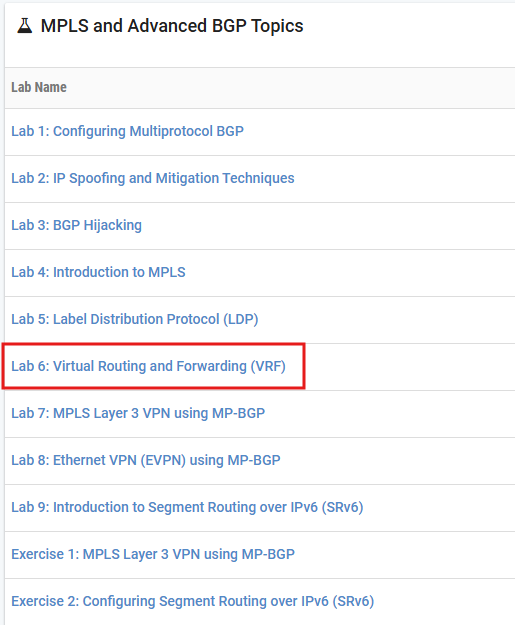 MPLS and Advanced BGP Topics
Lab Name
Lab 1: Configuring Multiprotocol BGP
Lab 2: IP Spoofing and Mitigation Techniques
Lab 3: BGP Hijacking
Lab 4: Introduction to MPLS
Lab 5: Label Distribution Protocol (LDP)
Lab 6: Virtual Routing and Forwarding (VRF)
Lab 7: MPLS Layer 3 VPN using MP-BGP
Lab 8: Ethernet VPN (EVPN) using MP-BGP
Lab 9: Introduction to Segment Routing over IPv6 (SRv6)
Exercise 1: MPLS Layer 3 VPN using MP-BGP
Exercise 2: Configuring Segment Routing over IPv6 (SRv6)